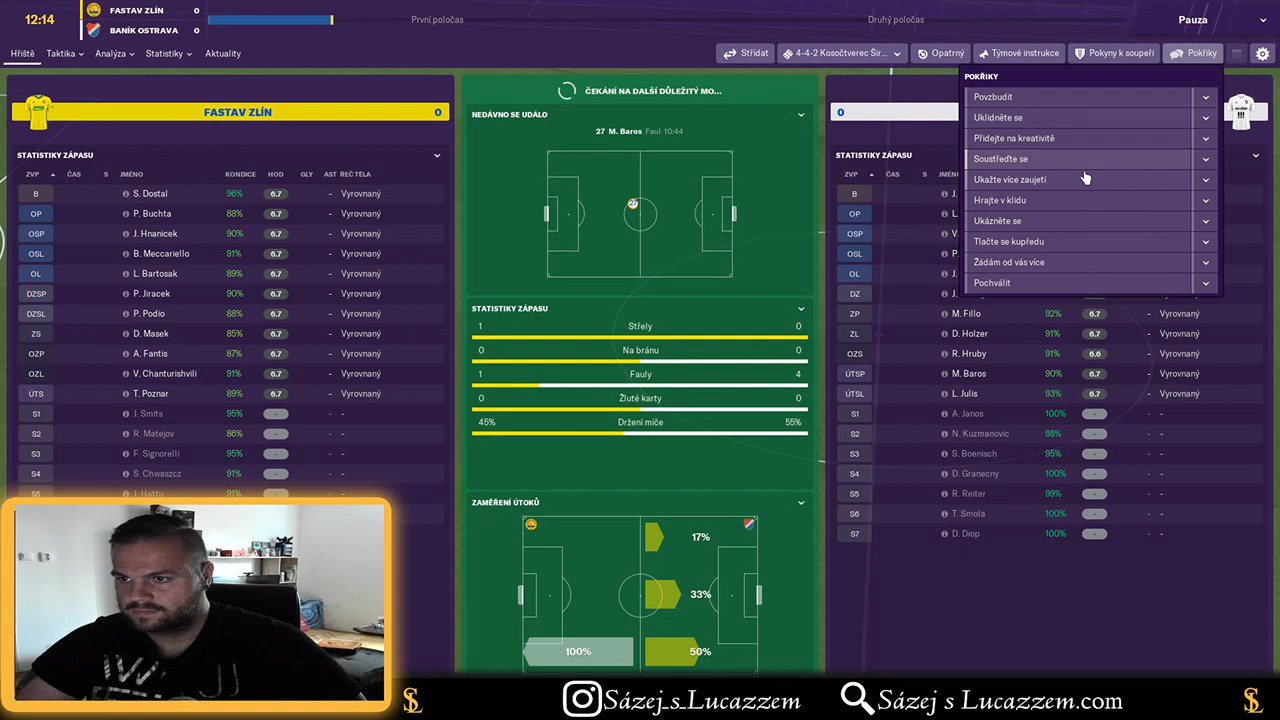 12:14
FASTAV ZLÍN 0
BANÍK OSTRAVA 0
První poločas
Druhý poločas
Pauza
Hřiště
Taktika
Analýza
Statistiky
Aktuality
Střídat
4-4-2 Kosočtverec Šir...
Opatrný
Týmové instrukce
Pokyny k soupeři
Pokřiky
POKŘIKY
Povzbudit
Uklidněte se
Přidejte na kreativitě
Soustřeďte se
Ukažte více zaujetí
Hrajte v klidu
Ukázněte se
Tlačte se kupředu
Žádám od vás více
Pochválit
FASTAV ZLÍN 0
STATISTIKY ZÁPASU
ZVP ČAS S JMÉNO KONDICE HOD GLY AST ŘEČ TĚLA
B S. Dostal 96% 6.7 - Vyrovnaný
OP P. Buchta 88% 6.7 - Vyrovnaný
OSP J. Hnanicek 90% 6.7 - Vyrovnaný
OSL B. Meccariello 91% 6.7 - Vyrovnaný
OL L. Bartosak 89% 6.7 - Vyrovnaný
DZSP P. Jiracek 90% 6.7 - Vyrovnaný
DZSL P. Podio 88% 6.7 - Vyrovnaný
ZS D. Masek 85% 6.7 - Vyrovnaný
OZP A. Fantis 87% 6.7 - Vyrovnaný
OZL V. Chanturishvili 91% 6.7 - Vyrovnaný
ÚTS T. Poznar 89% 6.7 - Vyrovnaný
S1 J. Smits 95% - - -
S2 R. Matejov 86% - - -
S3 F. Signorelli 95% - - -
S4 S. Chwaszcz 91% - - -
S5 J. Hattu 91% - - -
ČEKÁNÍ NA DALŠÍ DŮLEŽITÝ MO...
NEDÁVNO SE UDÁLO
27 M. Baros Faul 10:44
27
STATISTIKY ZÁPASU
1 Střely 0
0 Na bránu 0
1 Fauly 4
0 Žluté karty 0
45% Držení míče 55%
ZAMĚŘENÍ ÚTOKŮ
17%
33%
100% 50%
0
STATISTIKY ZÁPASU
ZVP ČAS S JMÉN
B J.
OP J.
OSP V.
OSL P.
OL J.
DZ J.
ZP M. Fillo 92% 6.7 - Vyrovnaný
ZL D. Holzer 91% 6.7 - Vyrovnaný
OZS R. Hruby 91% 6.6 - Vyrovnaný
ÚTSP M. Baros 90% 6.7 - Vyrovnaný
ÚTSL L. Julis 93% 6.7 - Vyrovnaný
S1 A. Janos 100% - - -
S2 N. Kuzmanovic 98% - - -
S3 S. Boenisch 95% - - -
S4 D. Granecny 100% - - -
S5 R. Reiter 99% - - -
S6 T. Smola 100% - - -
S7 D. Diop 100% - - -
Sázej_s_Lucazzem
Sázej s Lucazzem.com